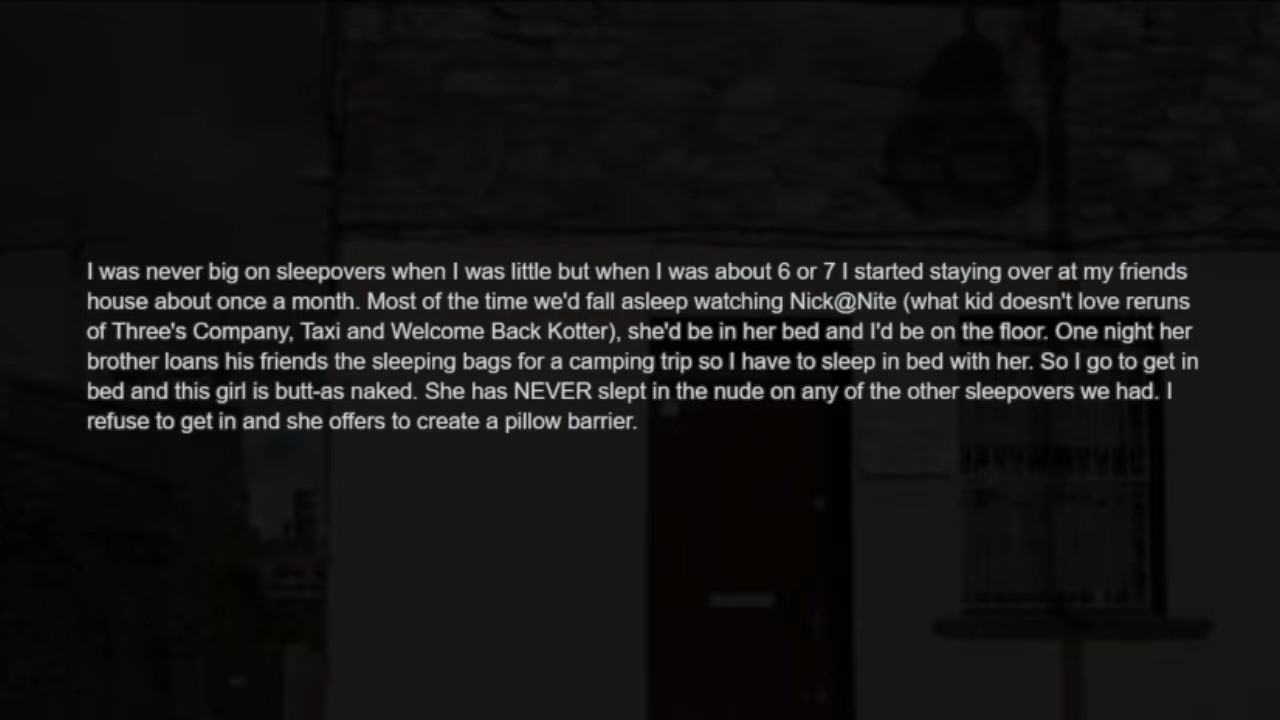 I was never big on sleepovers when I was little but when I was about 6 or 7 I started staying over at my friends
house about once a month. Most of the time we'd fall asleep watching Nick@Nite (what kid doesn't love reruns
of Three's Company, Taxi and Welcome Back Kotter), she'd be in her bed and I'd be on the floor. One night her
brother loans his friends the sleeping bags for a camping trip so I have to sleep in bed with her. So I go to get in
bed and this girl is butt-as naked. She has NEVER slept in the nude on any of the other sleepovers we had. I
refuse to get in and she offers to create a pillow barrier.